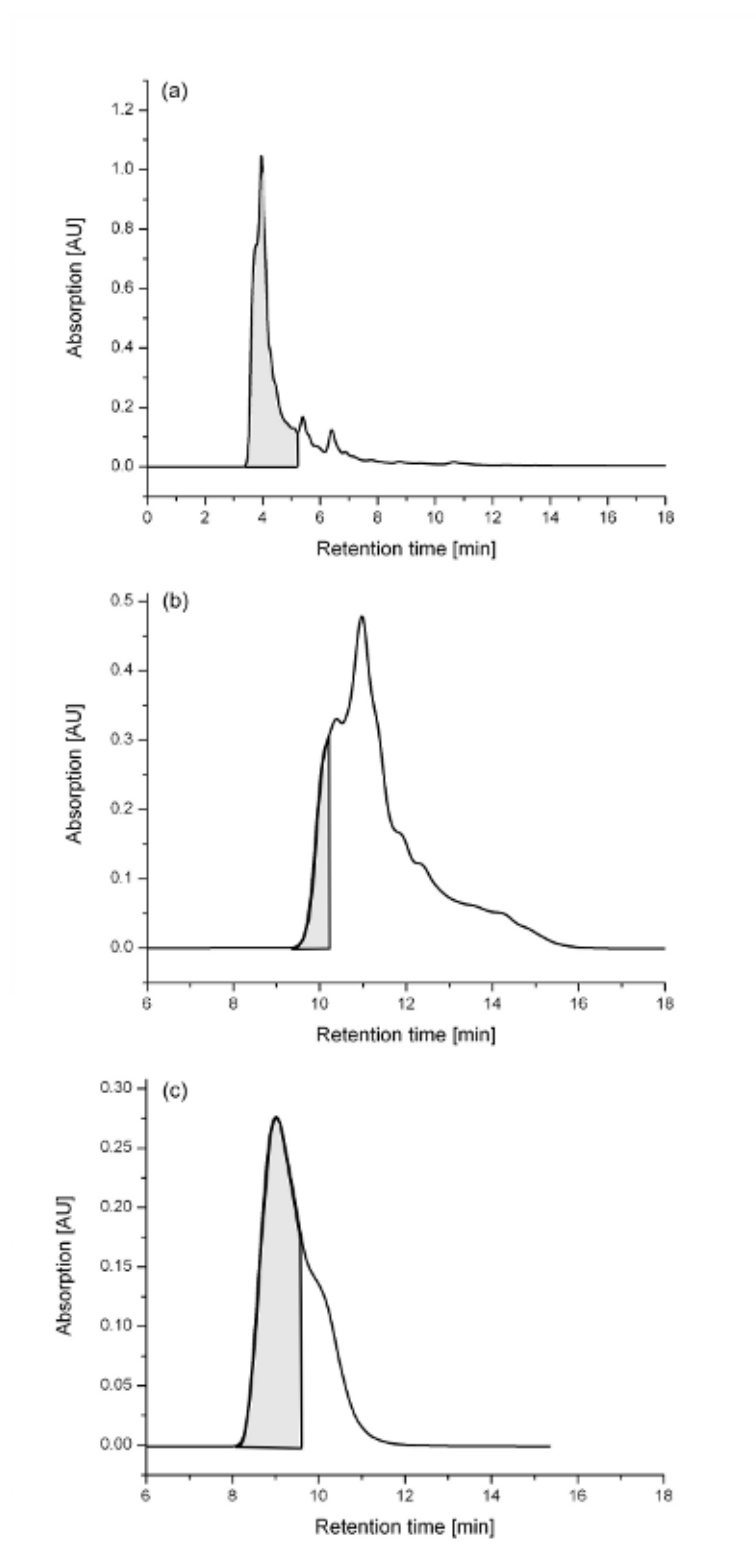 (a)
1.2
1.0
0.8
0.6
0.4
0.2
0.0
Absorption [AU]
0 2 4 6 8 10 12 14 16 18
Retention time [min]
(b)
0.5
0.4
0.3
0.2
0.1
0.0
Absorption [AU]
6 8 10 12 14 16 18
Retention time [min]
(c)
0.30
0.25
0.20
0.15
0.10
0.05
0.00
Absorption [AU]
6 8 10 12 14 16 18
Retention time [min]